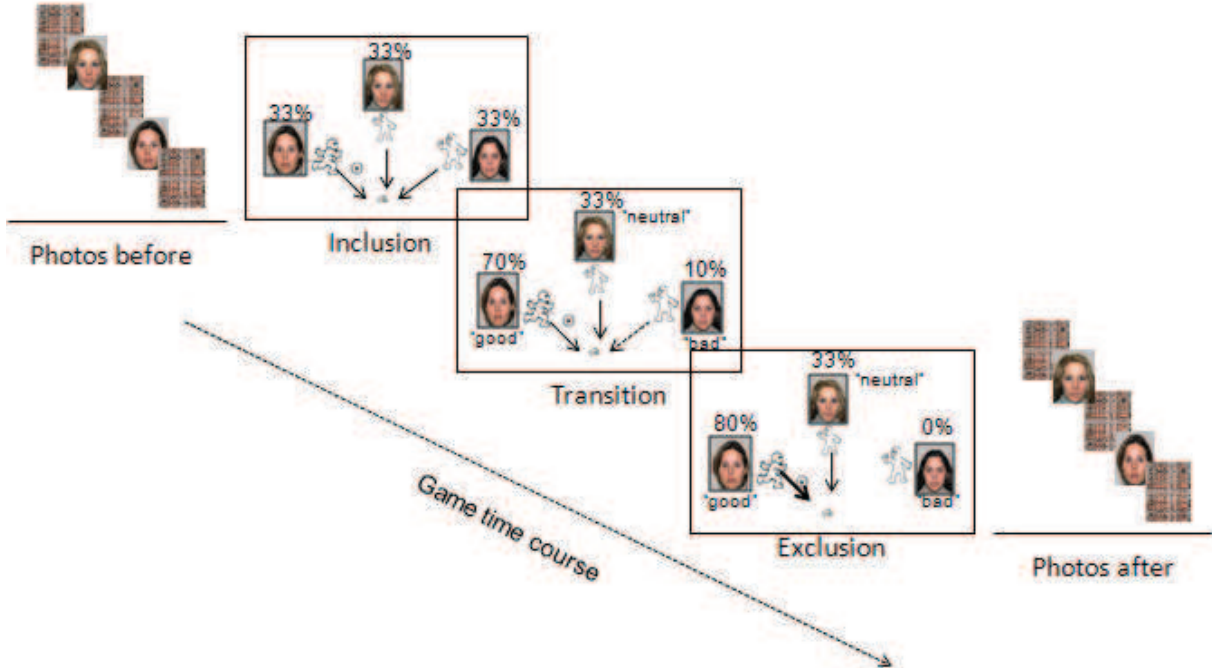 33%
33%
33%
Photos before
Inclusion
33%
"neutral"
70%
10%
"good"
"bad"
Transition
33%
"neutral"
80%
0%
"good"
"bad"
Exclusion
Game time course
Photos after